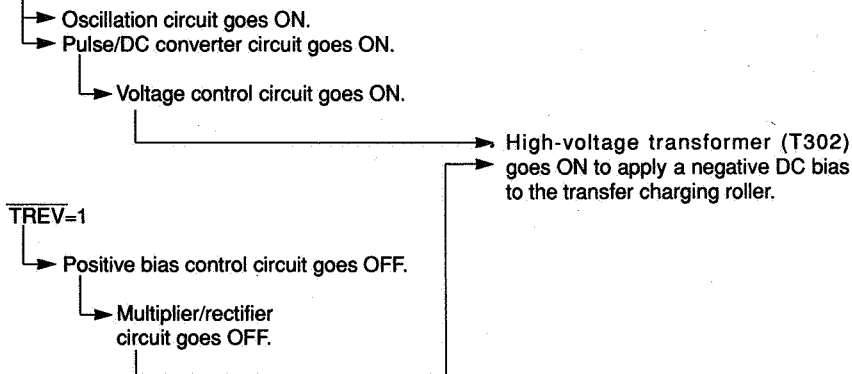 Oscillation circuit goes ON.
Pulse/DC converter circuit goes ON.
Voltage control circuit goes ON.
High-voltage transformer (T302)
goes ON to apply a negative DC bias
to the transfer charging roller.
T̅R̅E̅V̅=1
Positive bias control circuit goes OFF.
Multiplier/rectifier
circuit goes OFF.